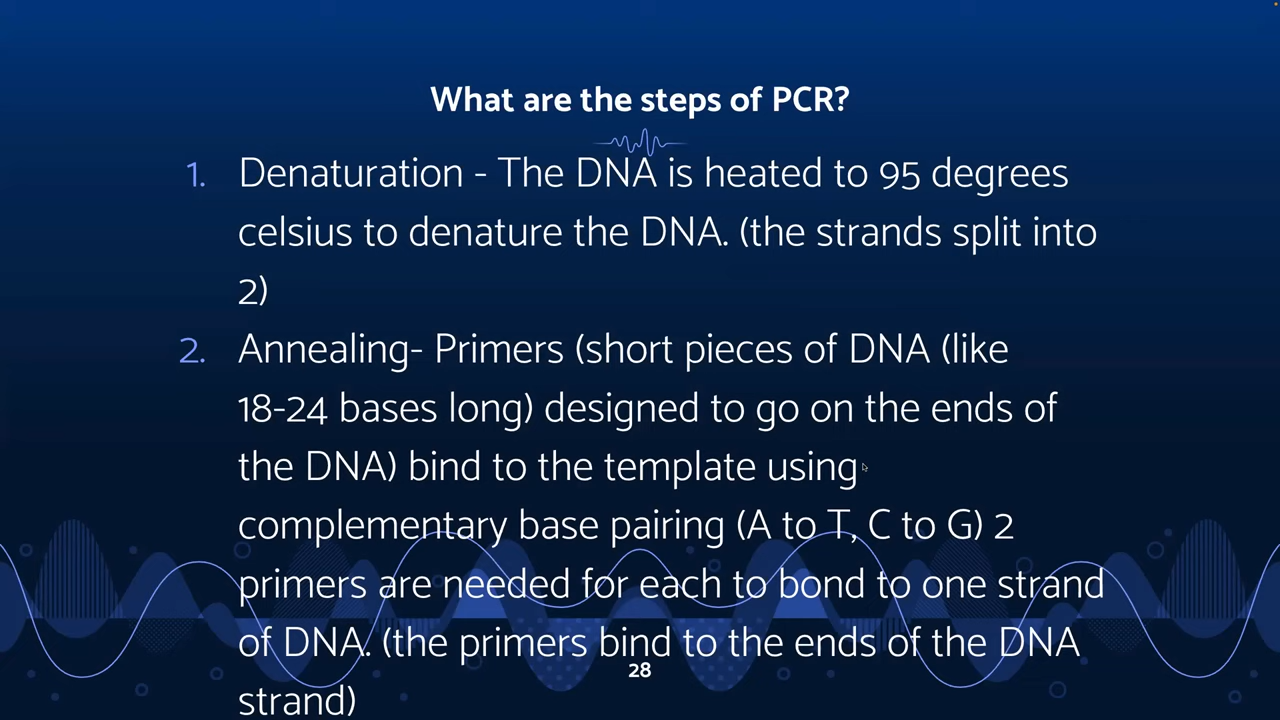 What are the steps of PCR?
1. Denaturation - The DNA is heated to 95 degrees
celsius to denature the DNA. (the strands split into
2)
2. Annealing- Primers (short pieces of DNA (like
18-24 bases long) designed to go on the ends of
the DNA) bind to the template using
complementary base pairing (A to T, C to G) 2
primers are needed for each to bond to one strand
of DNA. (the primers bind to the ends of the DNA
28
strand)